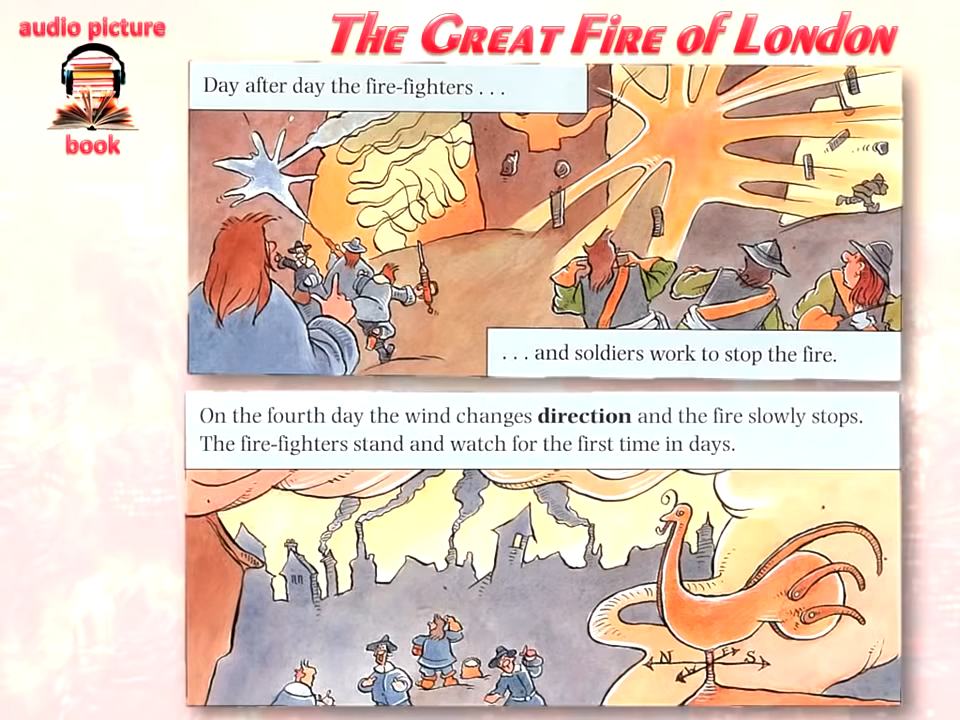 audio picture
book
The Great Fire of London
Day after day the fire-fighters . . .
. . . and soldiers work to stop the fire.
On the fourth day the wind changes direction and the fire slowly stops.
The fire-fighters stand and watch for the first time in days.
N E S
W